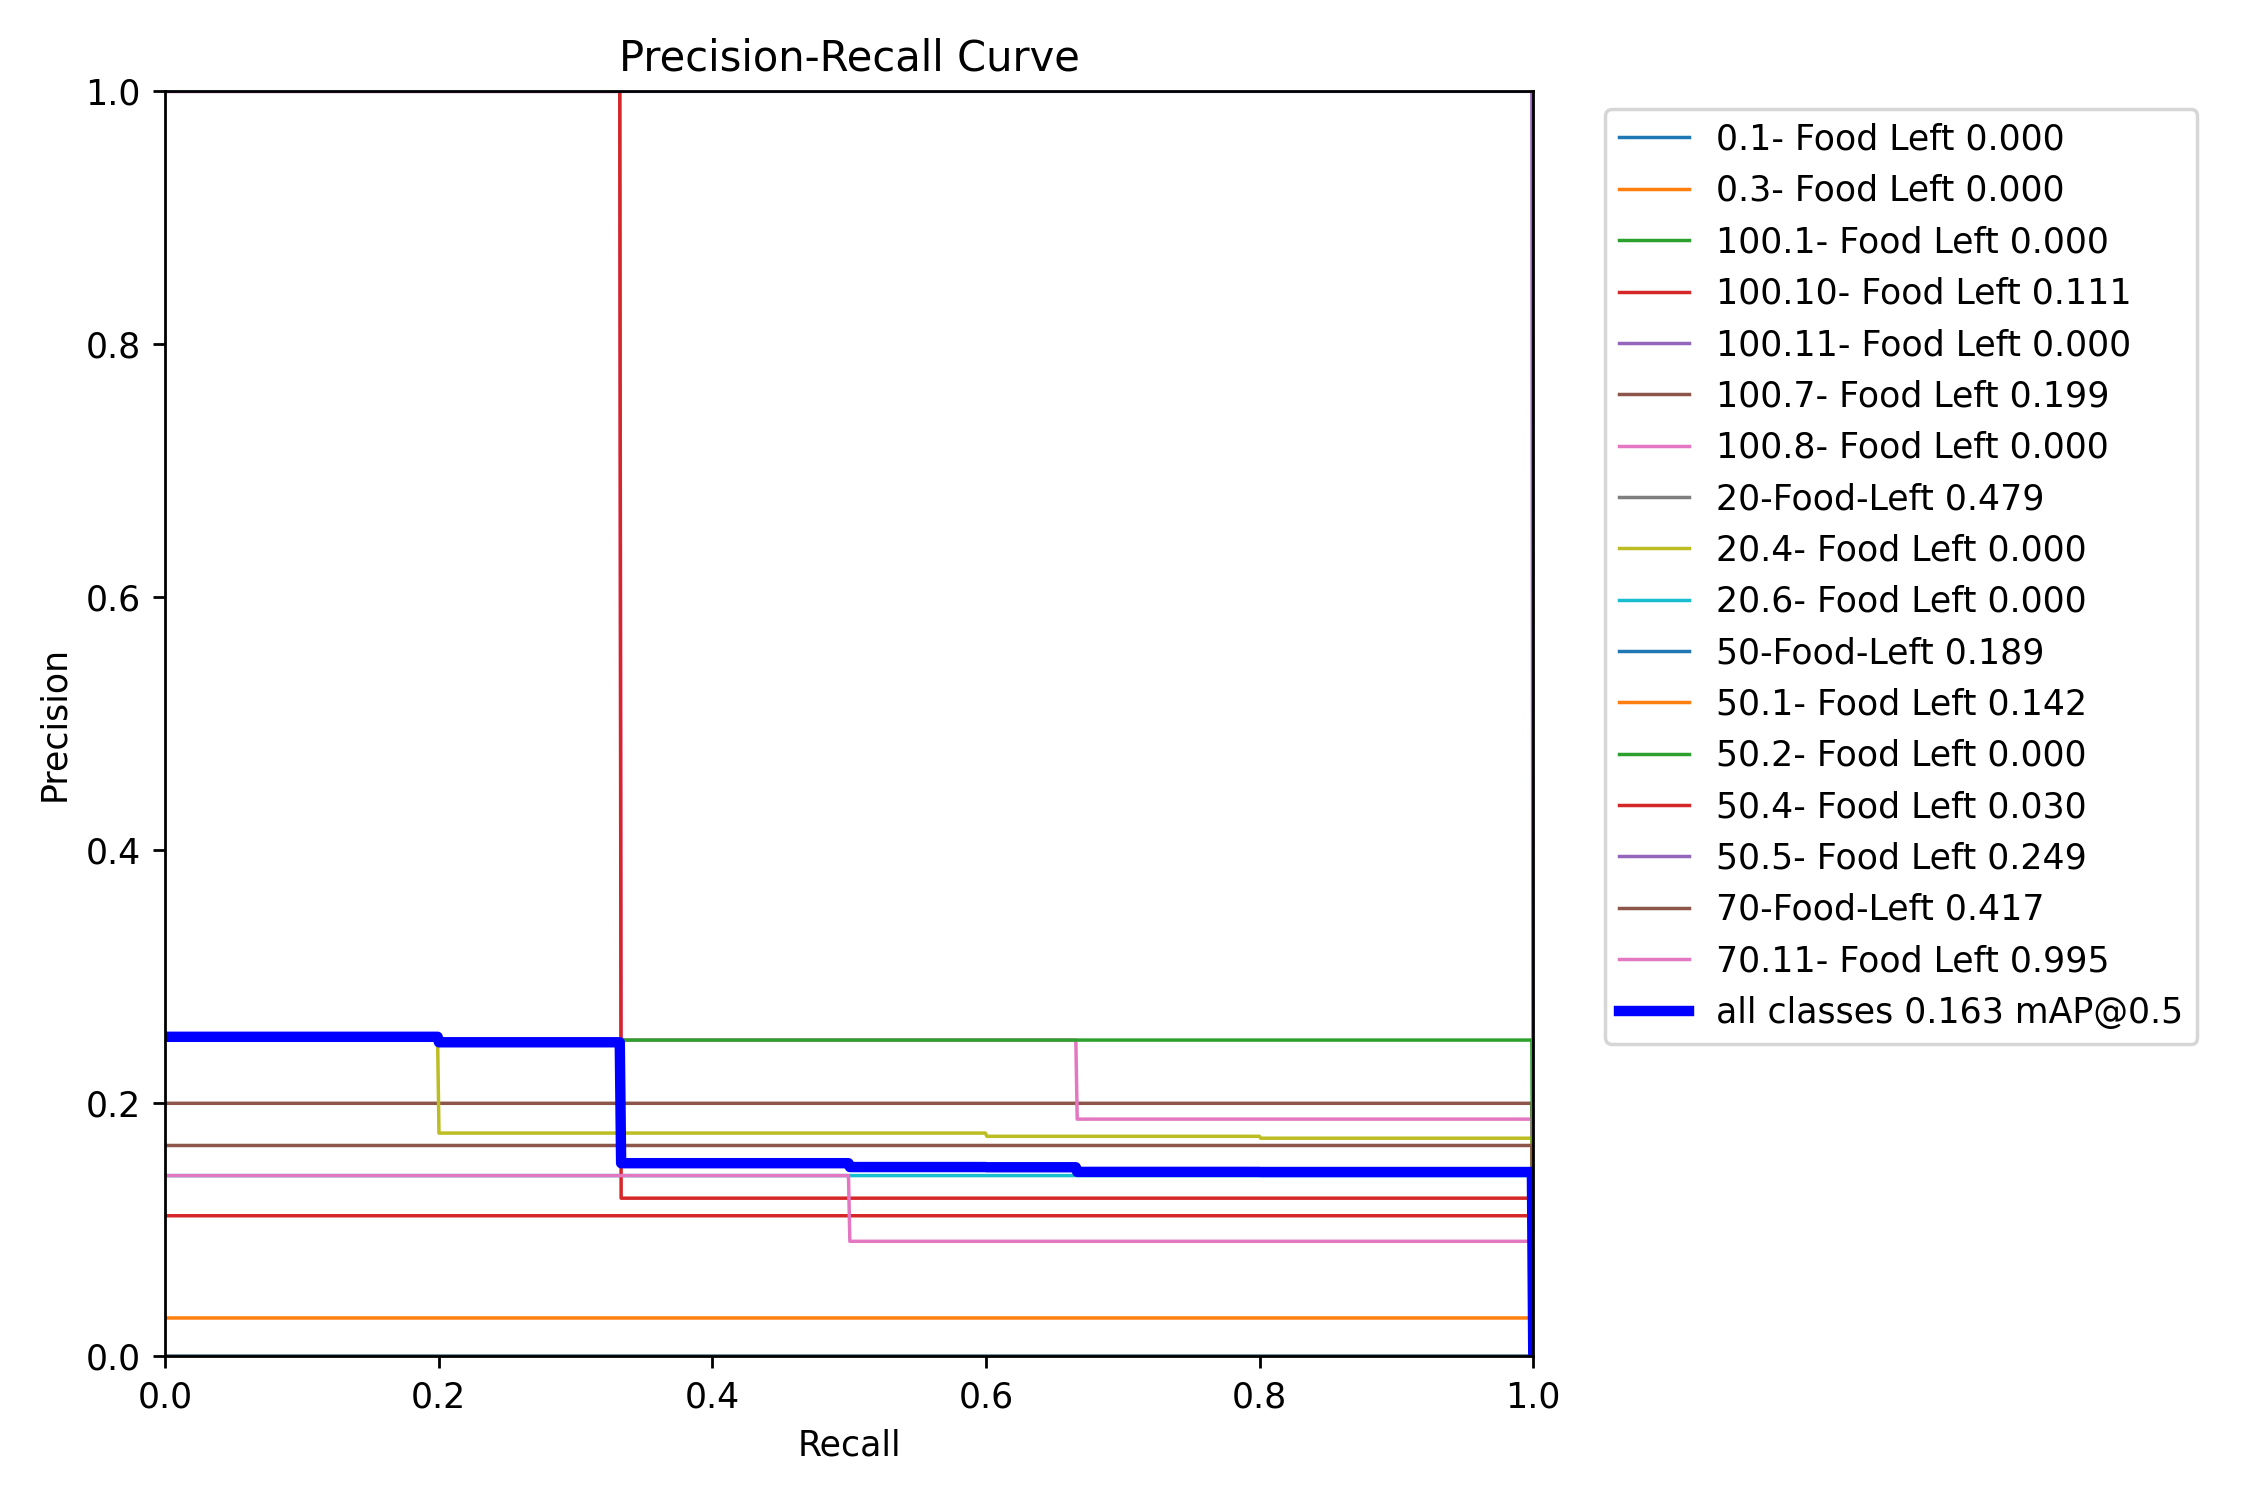 Precision-Recall Curve
1.0
0.8
0.6
0.4
0.2
0.0
Precision
0.0 0.2 0.4 0.6 0.8 1.0
Recall
0.1- Food Left 0.000
0.3- Food Left 0.000
100.1- Food Left 0.000
100.10- Food Left 0.111
100.11- Food Left 0.000
100.7- Food Left 0.199
100.8- Food Left 0.000
20-Food-Left 0.479
20.4- Food Left 0.000
20.6- Food Left 0.000
50-Food-Left 0.189
50.1- Food Left 0.142
50.2- Food Left 0.000
50.4- Food Left 0.030
50.5- Food Left 0.249
70-Food-Left 0.417
70.11- Food Left 0.995
all classes 0.163 mAP@0.5